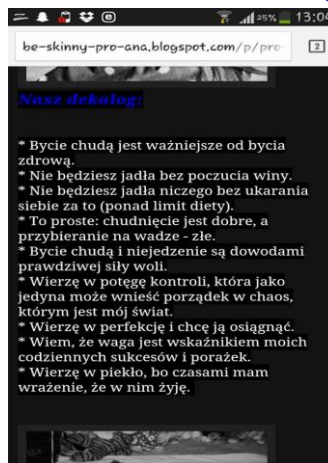 25% 13:04
be-skinny-pro-ana.blogspot.com/p/pro-
2
Nasz dekalog:
* Bycie chudą jest ważniejsze od bycia
zdrową.
* Nie będziesz jadła bez poczucia winy.
* Nie będziesz jadła niczego bez ukarania
siebie za to (ponad limit diety).
* To proste: chudnięcie jest dobre, a
przybieranie na wadze - złe.
* Bycie chudą i niejedzenie są dowodami
prawdziwej siły woli.
* Wierzę w potęgę kontroli, która jako
jedyna może wnieść porządek w chaos,
którym jest mój świat.
* Wierzę w perfekcję i chcę ją osiągnąć.
* Wiem, że waga jest wskaźnikiem moich
codziennych sukcesów i porażek.
* Wierzę w piekło, bo czasami mam
wrażenie, że w nim żyję.